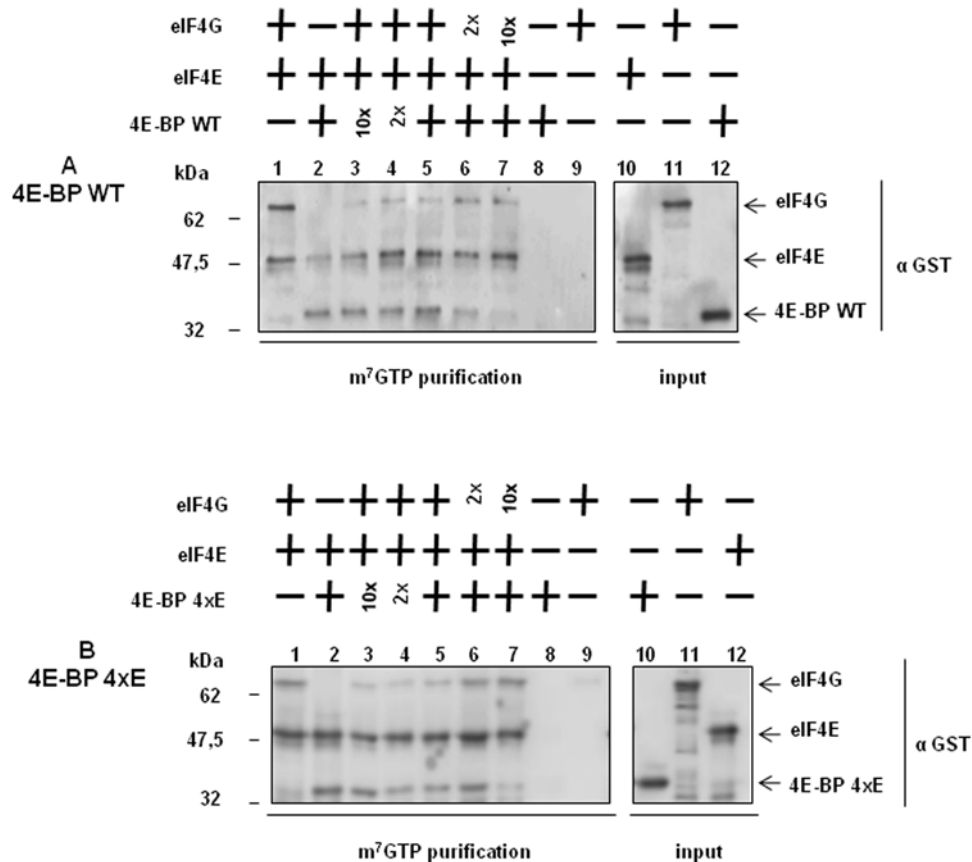 eIF4G + — + + + 2x 10x — + — + —
eIF4E + + + + + + + — — + — —
4E-BP WT — + 10x 2x + + + + — — — +
A
4E-BP WT
kDa 1 2 3 4 5 6 7 8 9 10 11 12
62 –
47,5 –
32 –
← eIF4G
← eIF4E
← 4E-BP WT
α GST
m⁷GTP purification input
eIF4G + — + + + 2x 10x — + — + —
eIF4E + + + + + + + — — — — +
4E-BP 4xE — + 10x 2x + + + + — + — —
B
4E-BP 4xE
kDa 1 2 3 4 5 6 7 8 9 10 11 12
62 –
47,5 –
32 –
← eIF4G
← eIF4E
← 4E-BP 4xE
α GST
m⁷GTP purification input